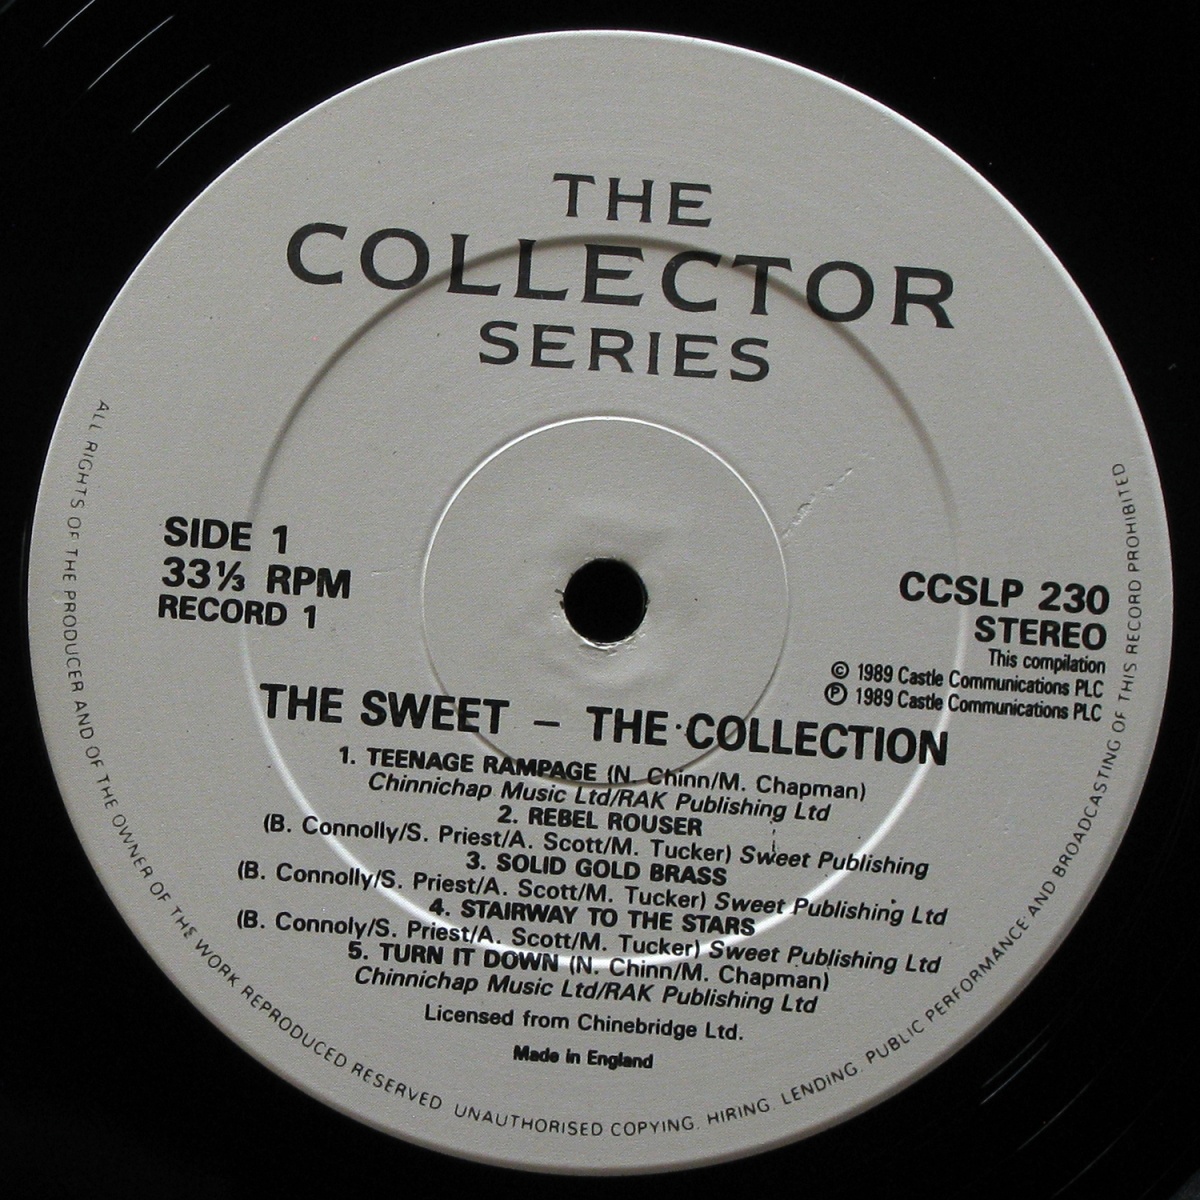 THE
COLLECTOR
SERIES
SIDE 1
33⅓ RPM
RECORD 1
CCSLP 230
STEREO
This compilation
© 1989 Castle Communications PLC
℗ 1989 Castle Communications PLC
THE SWEET – THE COLLECTION
1. TEENAGE RAMPAGE (N. Chinn/M. Chapman)
Chinnichap Music Ltd/RAK Publishing Ltd
2. REBEL ROUSER
(B. Connolly/S. Priest/A. Scott/M. Tucker) Sweet Publishing
3. SOLID GOLD BRASS
(B. Connolly/S. Priest/A. Scott/M. Tucker) Sweet Publishing Ltd
4. STAIRWAY TO THE STARS
(B. Connoly/S. Priest/A. Scott/M. Tucker) Sweet Publishing Ltd
5. TURN IT DOWN (N. Chinn/M. Chapman)
Chinnichap Music Ltd/RAK Publishing Ltd
Licensed from Chinebridge Ltd.
Made in England
ALL RIGHTS OF THE PRODUCER AND OF THE OWNER OF THE WORK REPRODUCED RESERVED UNAUTHORISED COPYING. HIRING. LENDING. PUBLIC PERFORMANCE AND BROADCASTING OF THIS RECORD PROHIBITED